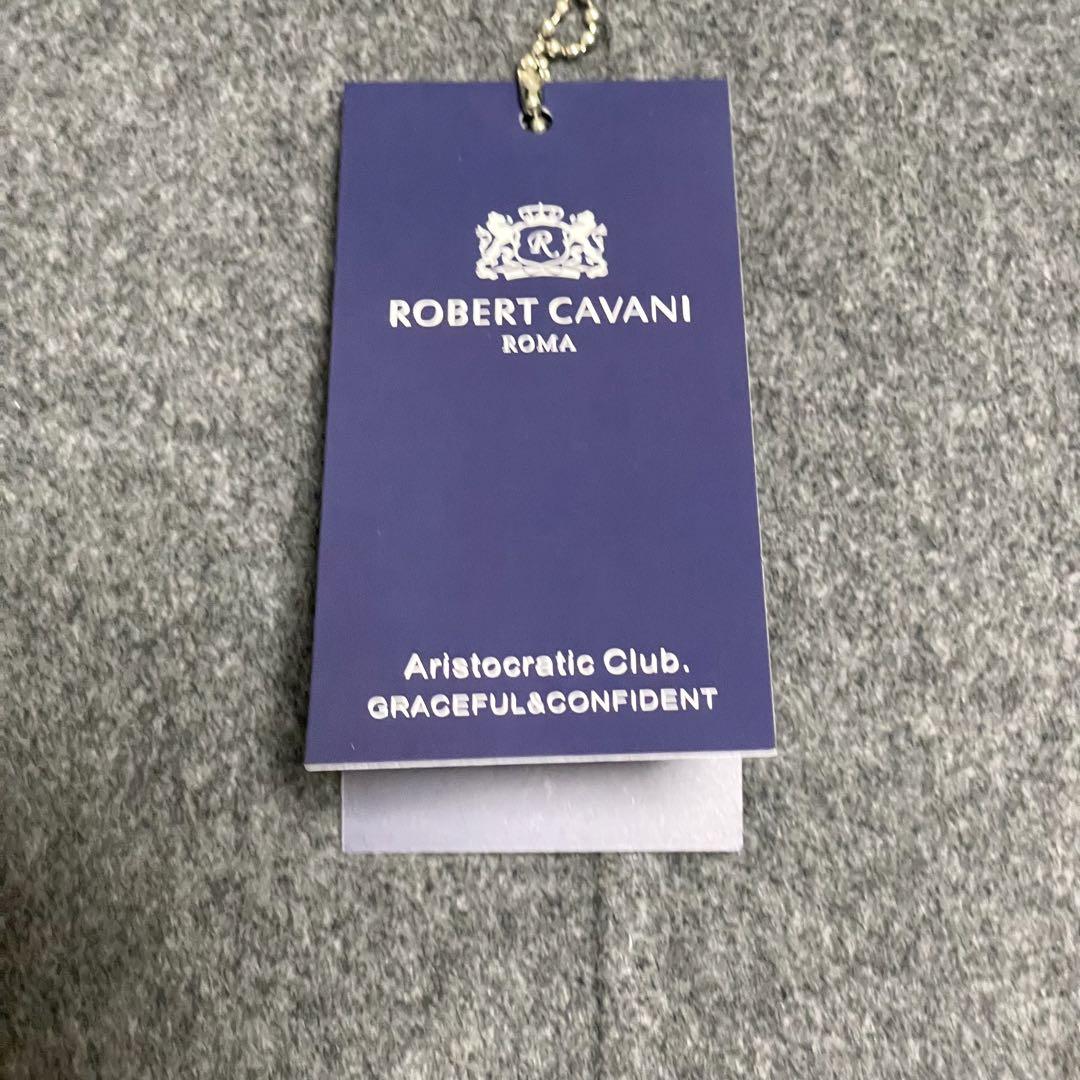 R
ROBERT CAVANI
ROMA
Aristocratic Club.
GRACEFUL&CONFIDENT